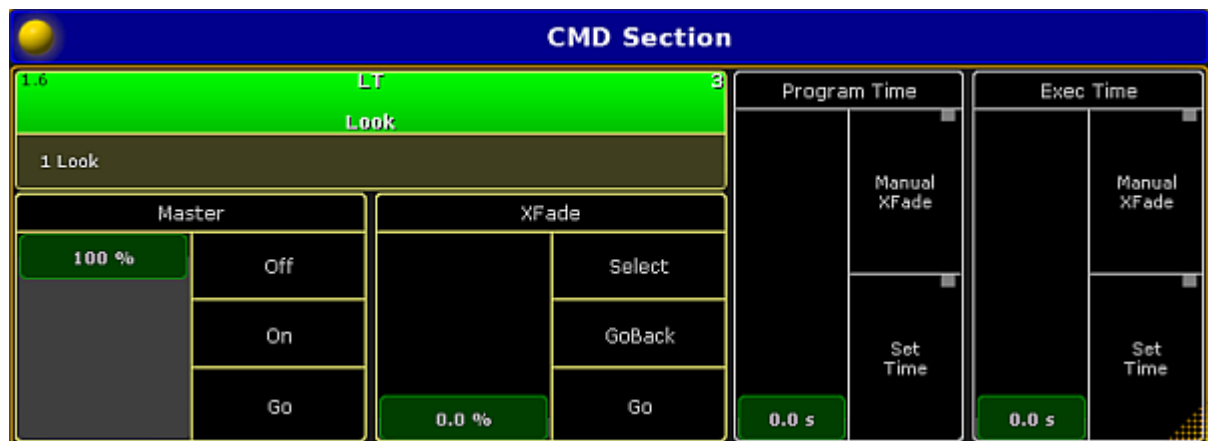 CMD Section
1.6 LT 3
Look
1 Look
Master
100 %
Off
On
Go
XFade
0.0 %
Select
GoBack
Go
Program Time
0.0 s
Manual
XFade
Set
Time
Exec Time
0.0 s
Manual
XFade
Set
Time